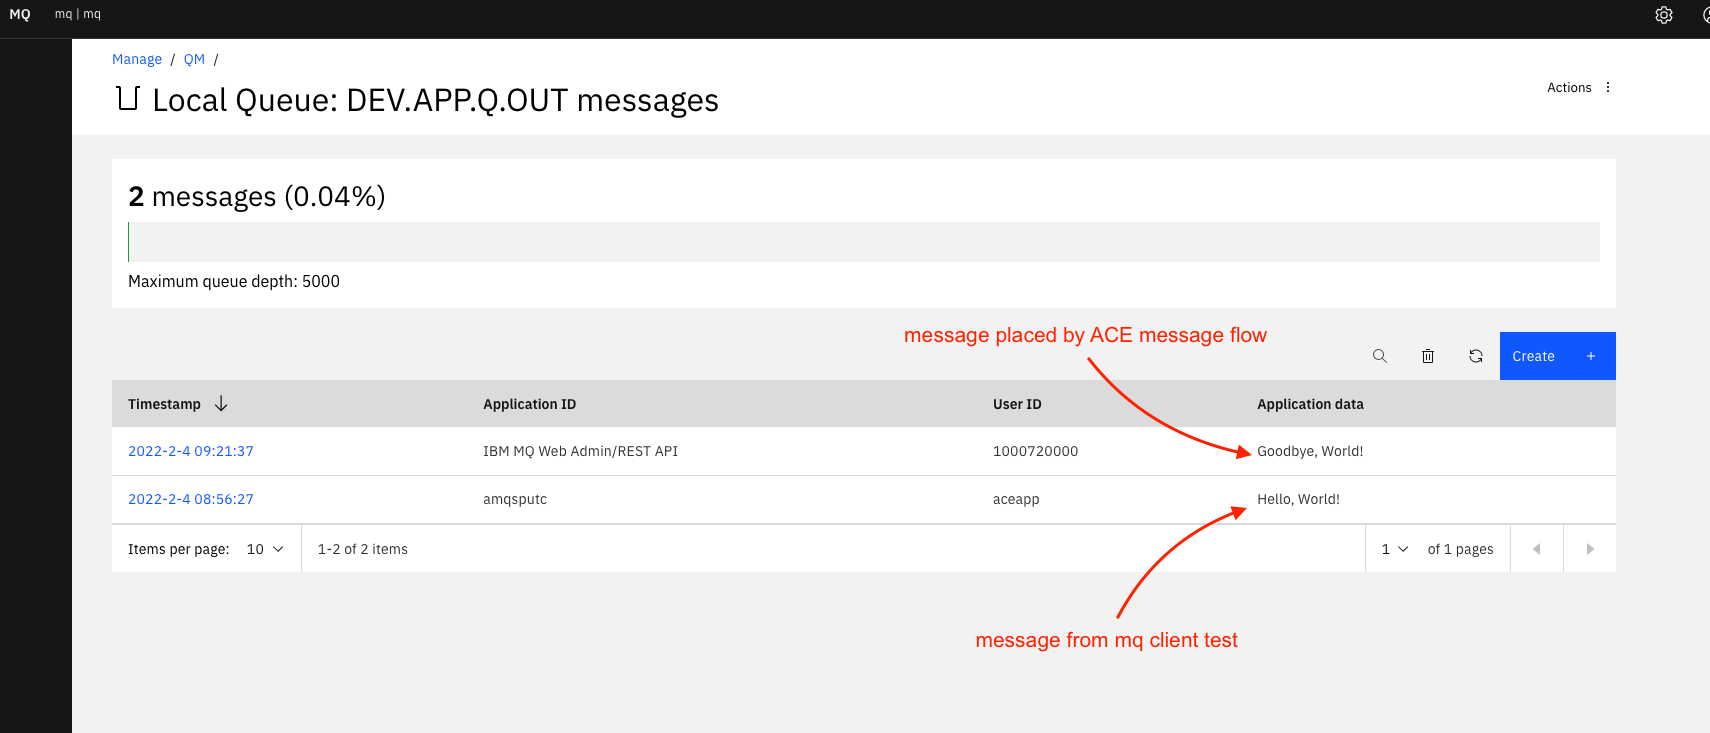 MQ mq | mq
Manage / QM /
Local Queue: DEV.APP.Q.OUT messages
Actions
2 messages (0.04%)
Maximum queue depth: 5000
message placed by ACE message flow
Create +
Timestamp Application ID User ID Application data
2022-2-4 09:21:37 IBM MQ Web Admin/REST API 1000720000 Goodbye, World!
2022-2-4 08:56:27 amqsputc aceapp Hello, World!
Items per page: 10 1-2 of 2 items 1 of 1 pages
message from mq client test